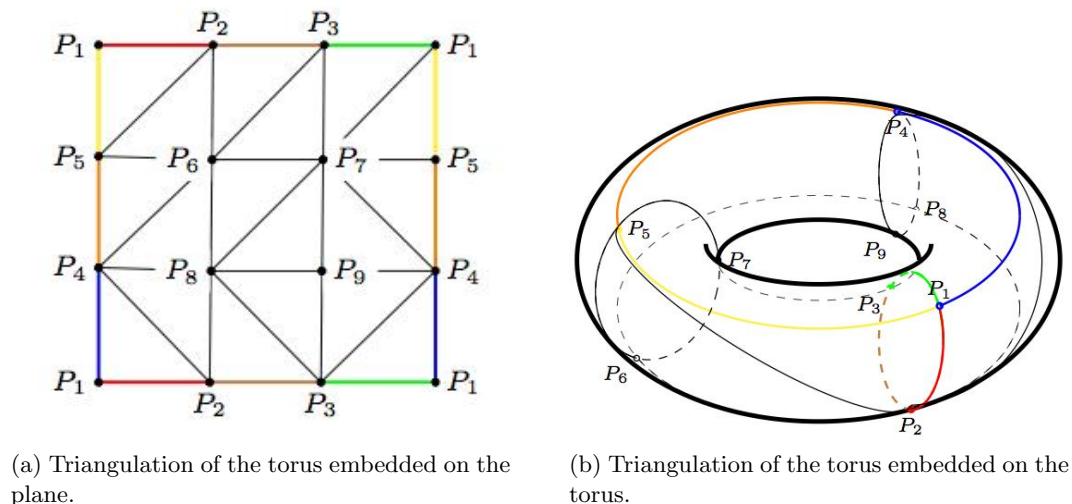 P₁ P₂ P₃ P₁
P₅ P₆ P₇ P₅
P₄ P₈ P₉ P₄
P₁ P₂ P₃ P₁
P₄
P₅ P₈
P₇ P₉
P₁
P₃
P₆
P₂
(a) Triangulation of the torus embedded on the
plane.
(b) Triangulation of the torus embedded on the
torus.